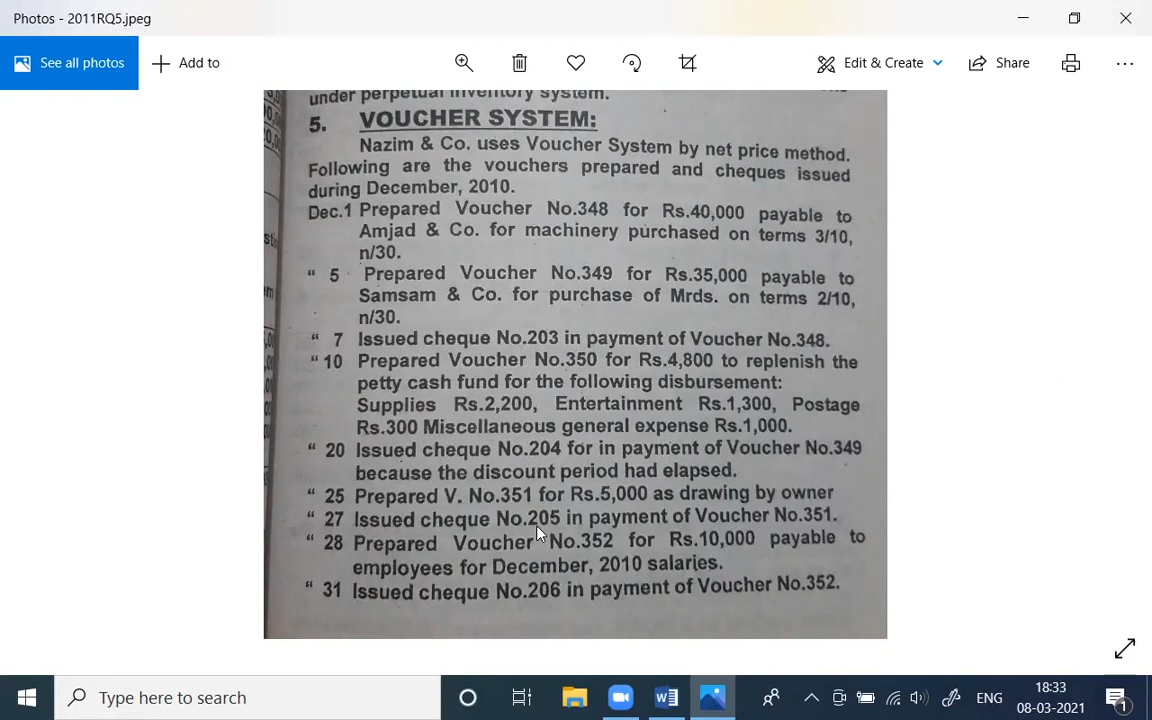 Photos - 2011RQ5.jpeg
See all photos
Add to
Edit & Create
Share
under perpetual inventory system.
5. VOUCHER SYSTEM:
Nazim & Co. uses Voucher System by net price method.
Following are the vouchers prepared and cheques issued
during December, 2010.
Dec.1 Prepared Voucher No.348 for Rs.40,000 payable to
Amjad & Co. for machinery purchased on terms 3/10,
n/30.
“ 5 Prepared Voucher No.349 for Rs.35,000 payable to
Samsam & Co. for purchase of Mrds. on terms 2/10,
n/30.
“ 7 Issued cheque No.203 in payment of Voucher No.348.
“ 10 Prepared Voucher No.350 for Rs.4,800 to replenish the
petty cash fund for the following disbursement:
Supplies Rs.2,200, Entertainment Rs.1,300, Postage
Rs.300 Miscellaneous general expense Rs.1,000.
“ 20 Issued cheque No.204 for in payment of Voucher No.349
because the discount period had elapsed.
“ 25 Prepared V. No.351 for Rs.5,000 as drawing by owner
“ 27 Issued cheque No.205 in payment of Voucher No.351.
“ 28 Prepared Voucher No.352 for Rs.10,000 payable to
employees for December, 2010 salaries.
“ 31 Issued cheque No.206 in payment of Voucher No.352.
Type here to search
ENG
18:33
08-03-2021
1